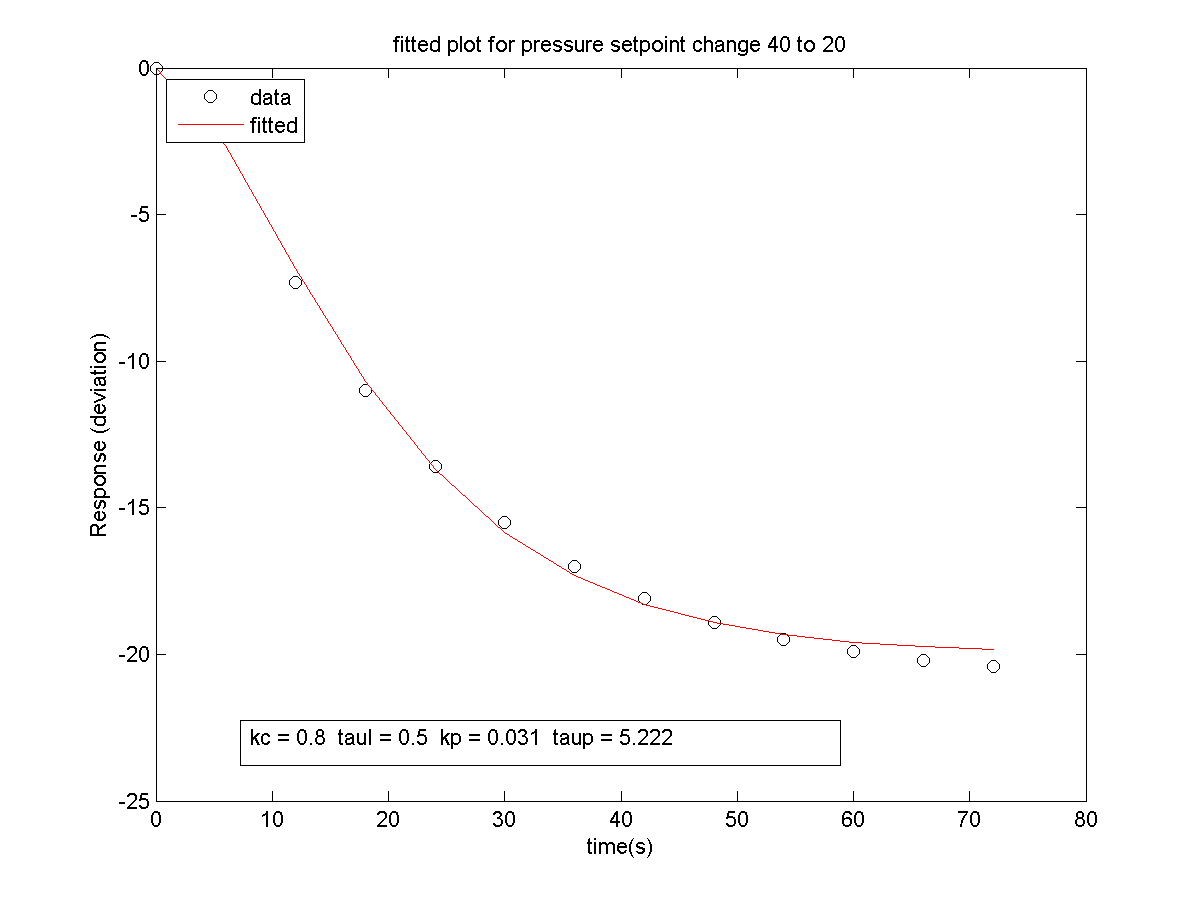 fitted plot for pressure setpoint change 40 to 20
data
fitted
0
-5
-10
-15
-20
-25
Response (deviation)
kc = 0.8 tauI = 0.5 kp = 0.031 taup = 5.222
0 10 20 30 40 50 60 70 80
time(s)